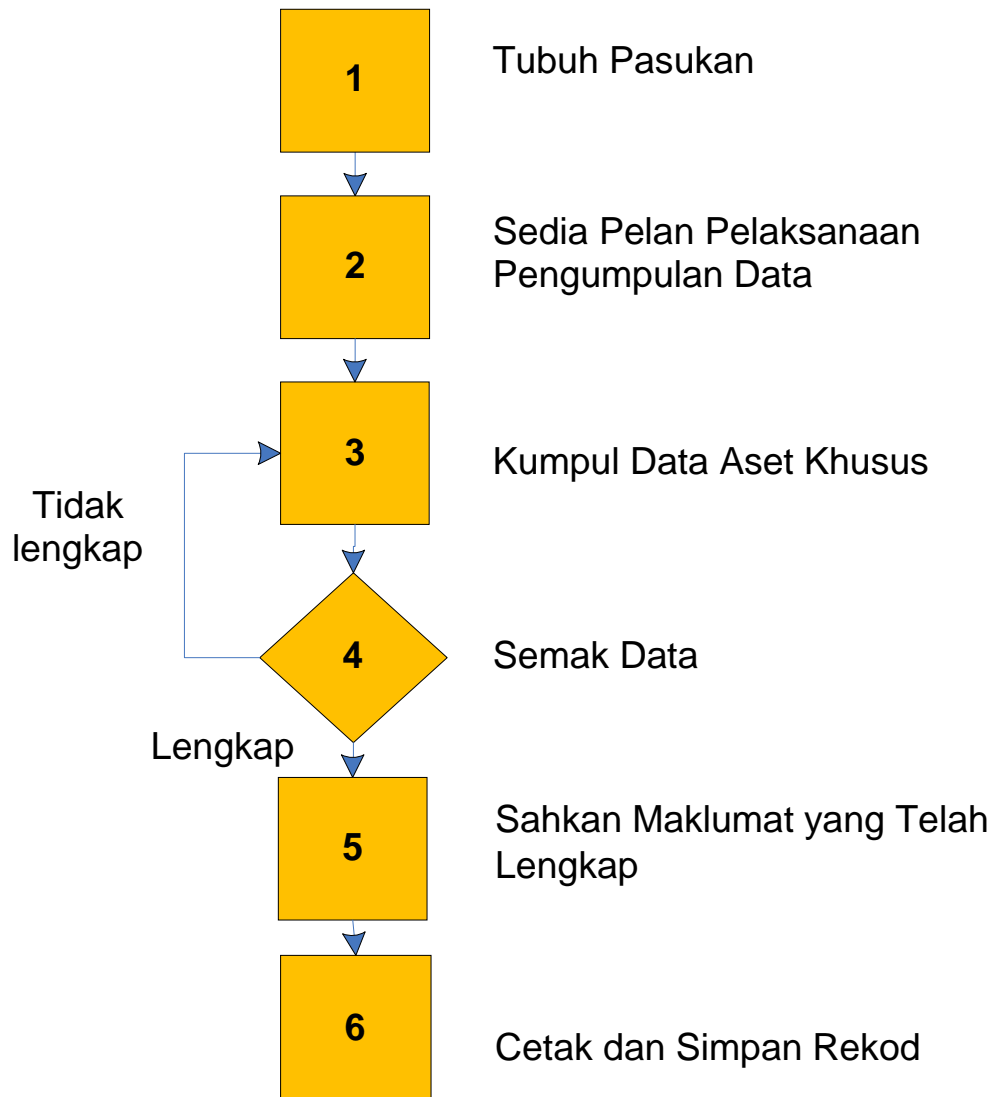 1
Tubuh Pasukan
2
Sedia Pelan Pelaksanaan
Pengumpulan Data
3
Kumpul Data Aset Khusus
Tidak
lengkap
4
Semak Data
Lengkap
5
Sahkan Maklumat yang Telah
Lengkap
6
Cetak dan Simpan Rekod